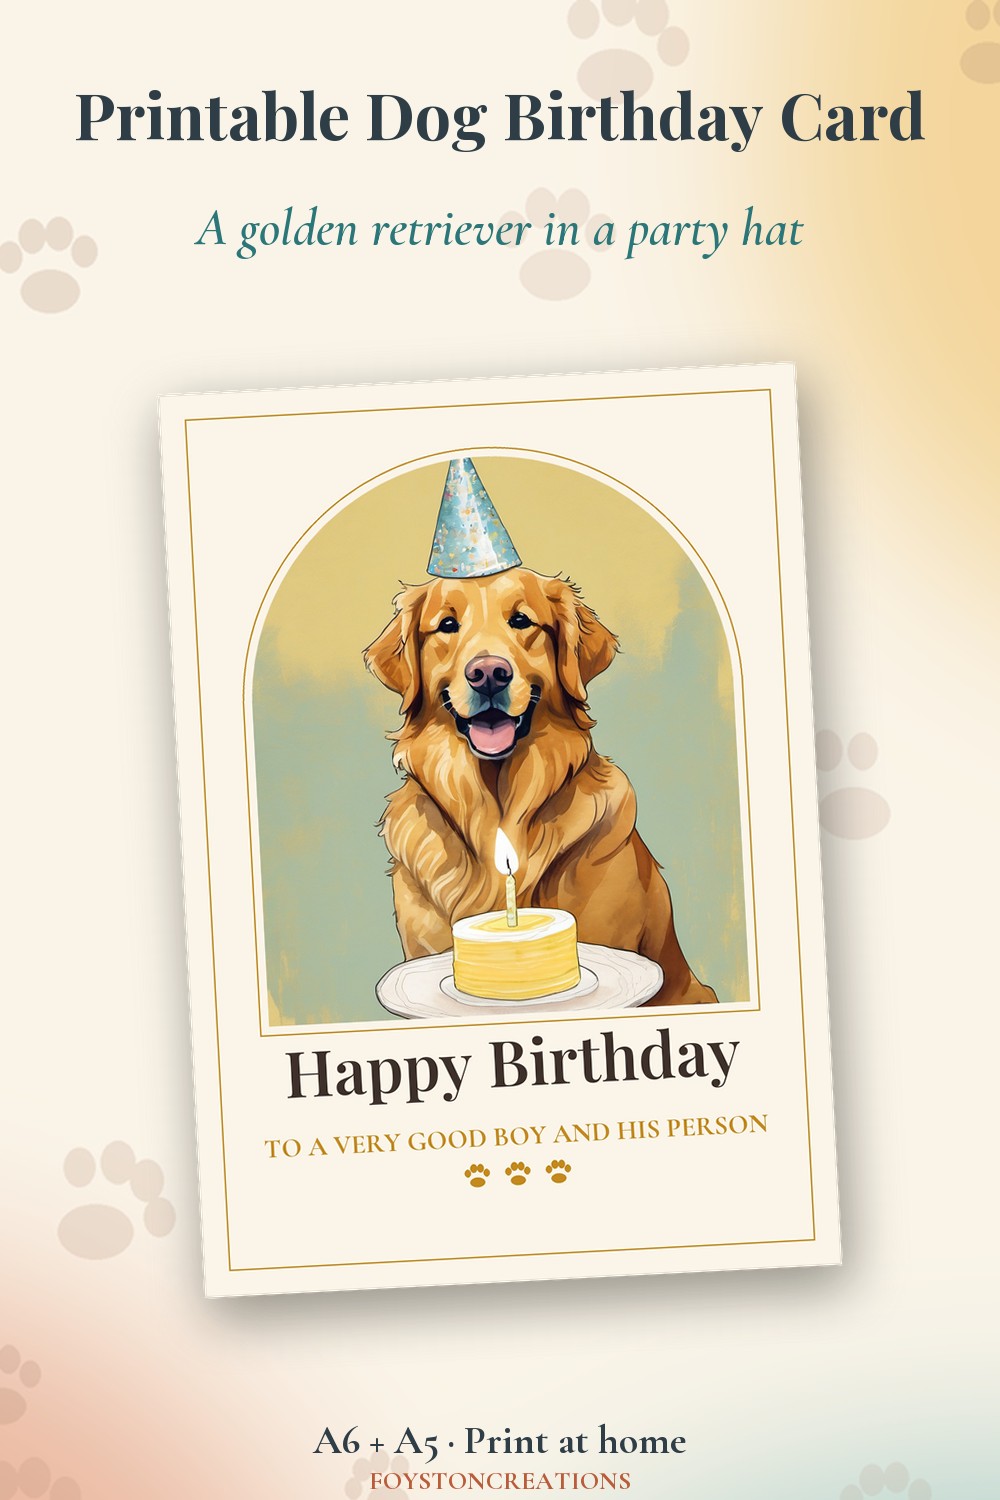 Printable Dog Birthday Card
A golden retriever in a party hat
Happy Birthday
TO A VERY GOOD BOY AND HIS PERSON
A6 + A5 · Print at home
FOYSTONCREATIONS